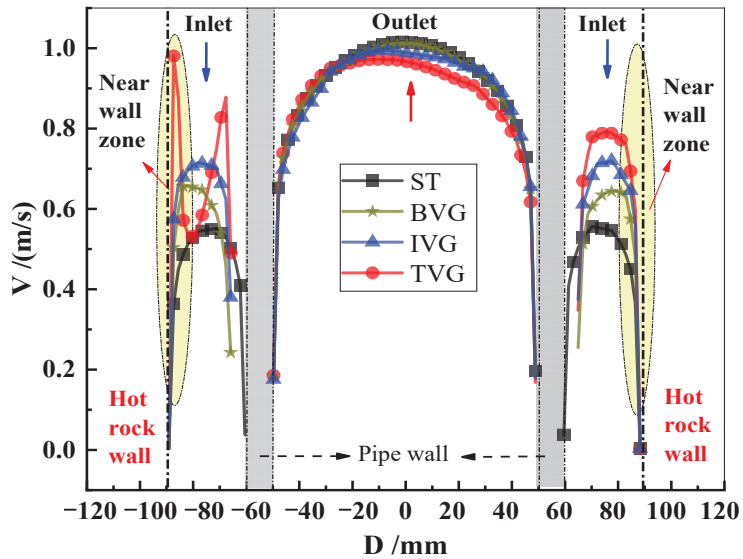 Inlet
Outlet
Inlet
Near
wall
zone
Near
wall
zone
ST
BVG
IVG
TVG
Hot
rock
wall
Hot
rock
wall
Pipe wall
V /(m/s)
1.0
0.8
0.6
0.4
0.2
0.0
−120 −100 −80 −60 −40 −20 0 20 40 60 80 100 120
D /mm